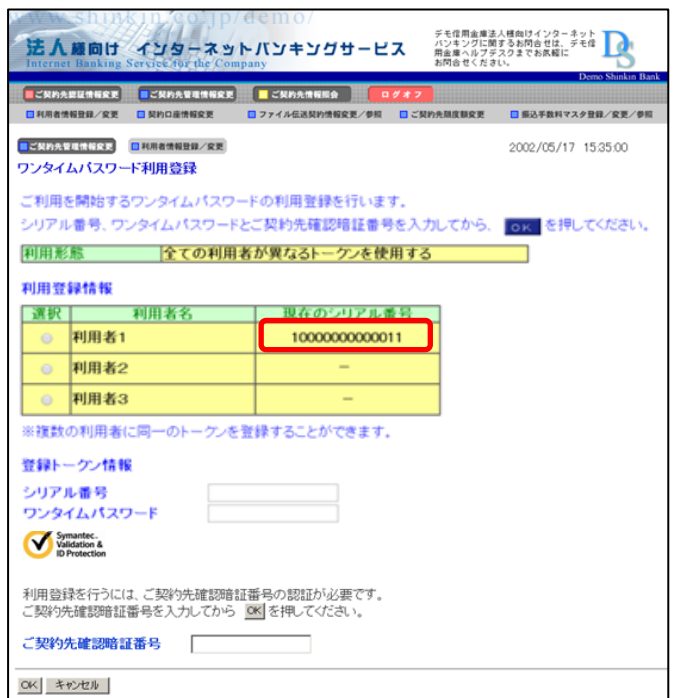 www.shinkin.co.jp/demo/
法人様向け インターネットバンキングサービス
Internet Banking Service for the Company
デモ信用金庫法人様向けインターネット
バンキングに関するお問合せは、デモ信
用金庫ヘルプデスクまでお気軽に
お問合せください。
DS
Demo Shinkin Bank
ご契約先認証情報変更 ご契約先管理情報変更 ご契約先情報照会 ログオフ
利用者情報登録／変更 契約口座情報変更 ファイル伝送契約情報変更／参照 ご契約先限度額変更 振込手数料マスタ登録／変更／参照
ご契約先管理情報変更 利用者情報登録／変更 2002/05/17 15:35:00
ワンタイムパスワード利用登録
ご利用を開始するワンタイムパスワードの利用登録を行います。
シリアル番号、ワンタイムパスワードとご契約先確認暗証番号を入力してから、 OK を押してください。
利用形態 全ての利用者が異なるトークンを使用する
利用登録情報
選択 利用者名 現在のシリアル番号
利用者1 10000000000011
利用者2 －
利用者3 －
※複数の利用者に同一のトークンを登録することができます。
登録トークン情報
シリアル番号
ワンタイムパスワード
Symantec.
Validation &
ID Protection
利用登録を行うには、ご契約先確認暗証番号の認証が必要です。
ご契約先確認暗証番号を入力してから OK を押してください。
ご契約先確認暗証番号
OK キャンセル